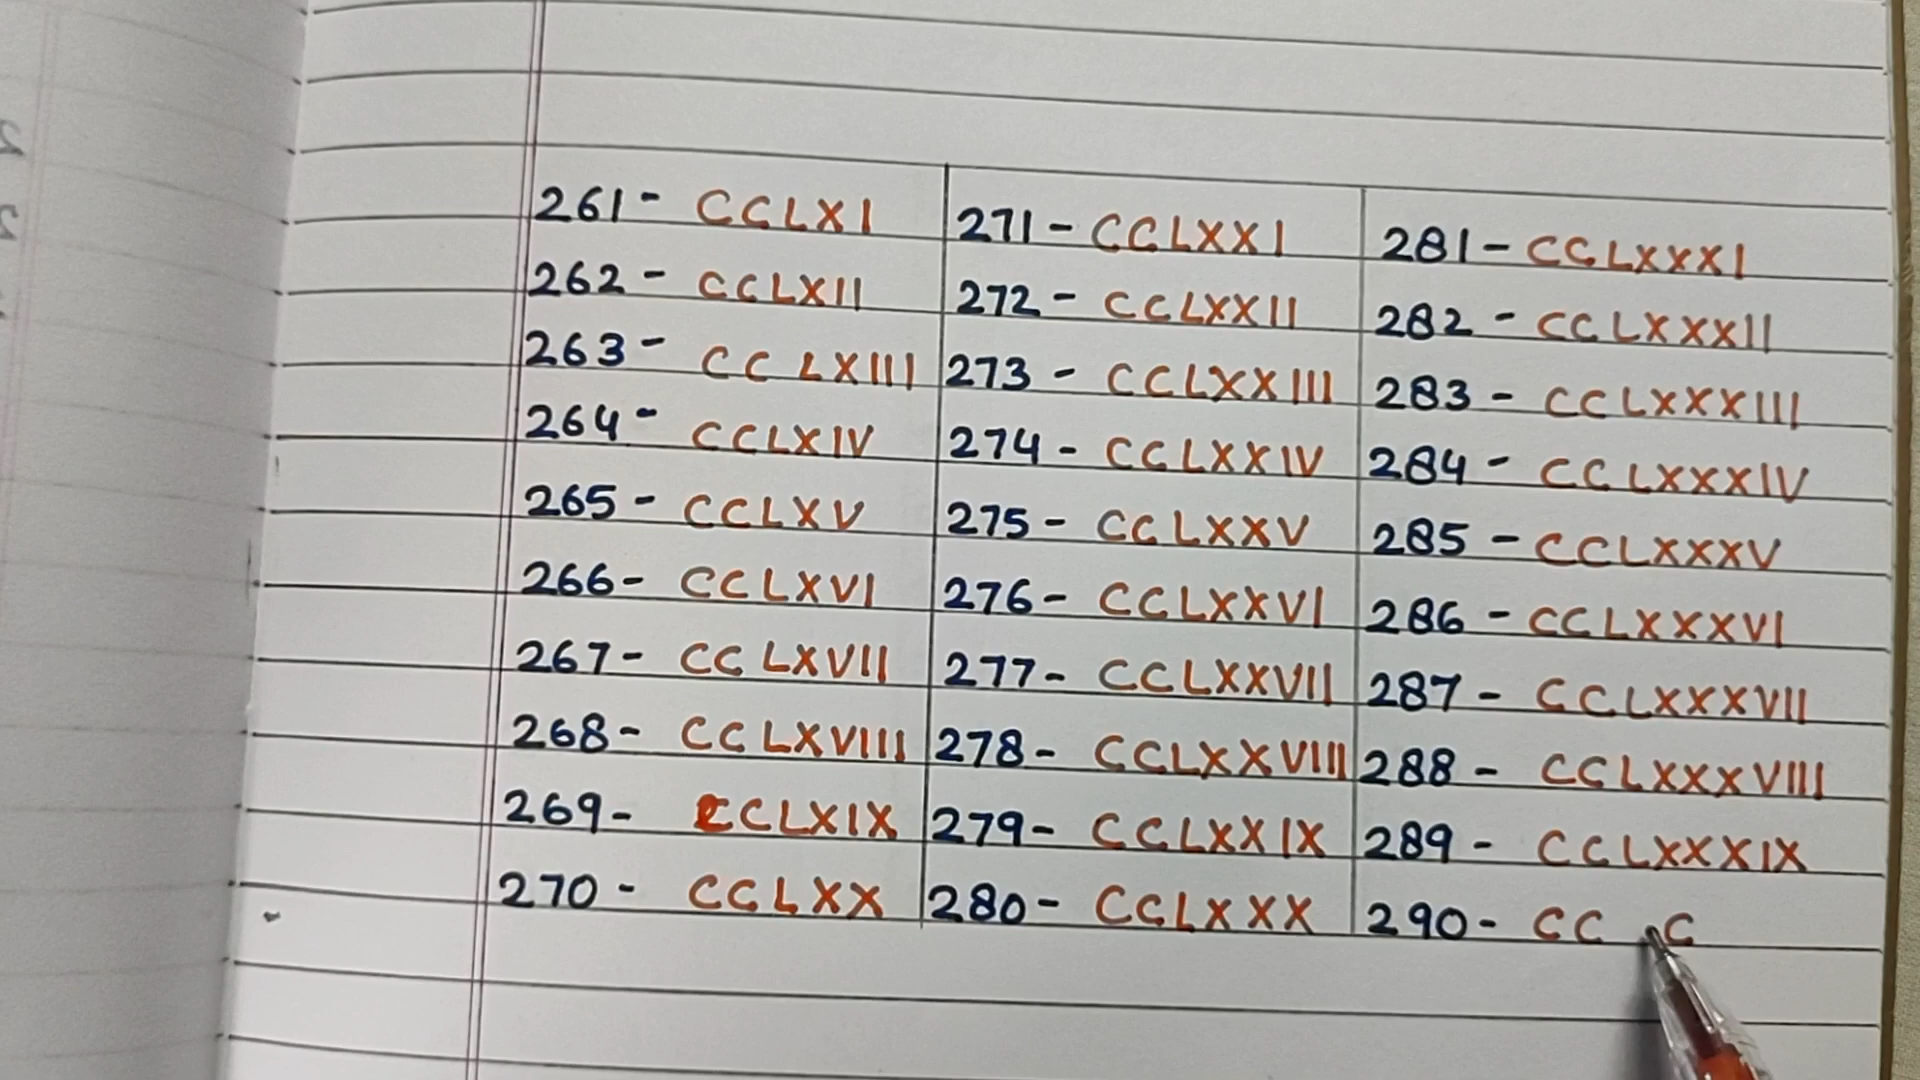 261 - CCLXI
262 - CCLXII
263 - CCLXIII
264 - CCLXIV
265 - CCLXV
266 - CCLXVI
267 - CCLXVII
268 - CCLXVIII
269 - CCLXIX
270 - CCLXX
271 - CCLXXI
272 - CCLXXII
273 - CCLXXIII
274 - CCLXXIV
275 - CCLXXV
276 - CCLXXVI
277 - CCLXXVII
278 - CCLXXVIII
279 - CCLXXIX
280 - CCLXXX
281 - CCLXXXI
282 - CCLXXXII
283 - CCLXXXIII
284 - CCLXXXIV
285 - CCLXXXV
286 - CCLXXXVI
287 - CCLXXXVII
288 - CCLXXXVIII
289 - CCLXXXIX
290 - CC C